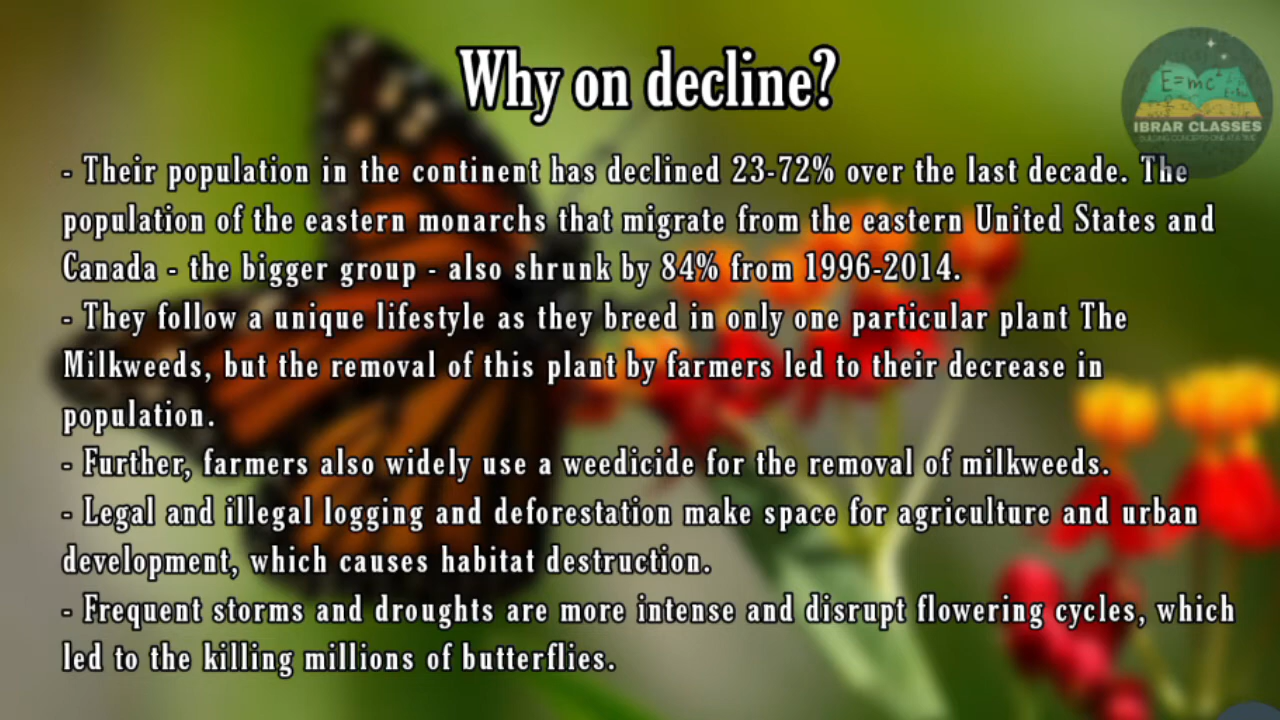 Why on decline?
E=mc²
IBRAR CLASSES
BUILDING CONCEPTS ONE AT A TIME
- Their population in the continent has declined 23-72% over the last decade. The
population of the eastern monarchs that migrate from the eastern United States and
Canada - the bigger group - also shrunk by 84% from 1996-2014.
- They follow a unique lifestyle as they breed in only one particular plant The
Milkweeds, but the removal of this plant by farmers led to their decrease in
population.
- Further, farmers also widely use a weedicide for the removal of milkweeds.
- Legal and illegal logging and deforestation make space for agriculture and urban
development, which causes habitat destruction.
- Frequent storms and droughts are more intense and disrupt flowering cycles, which
led to the killing millions of butterflies.